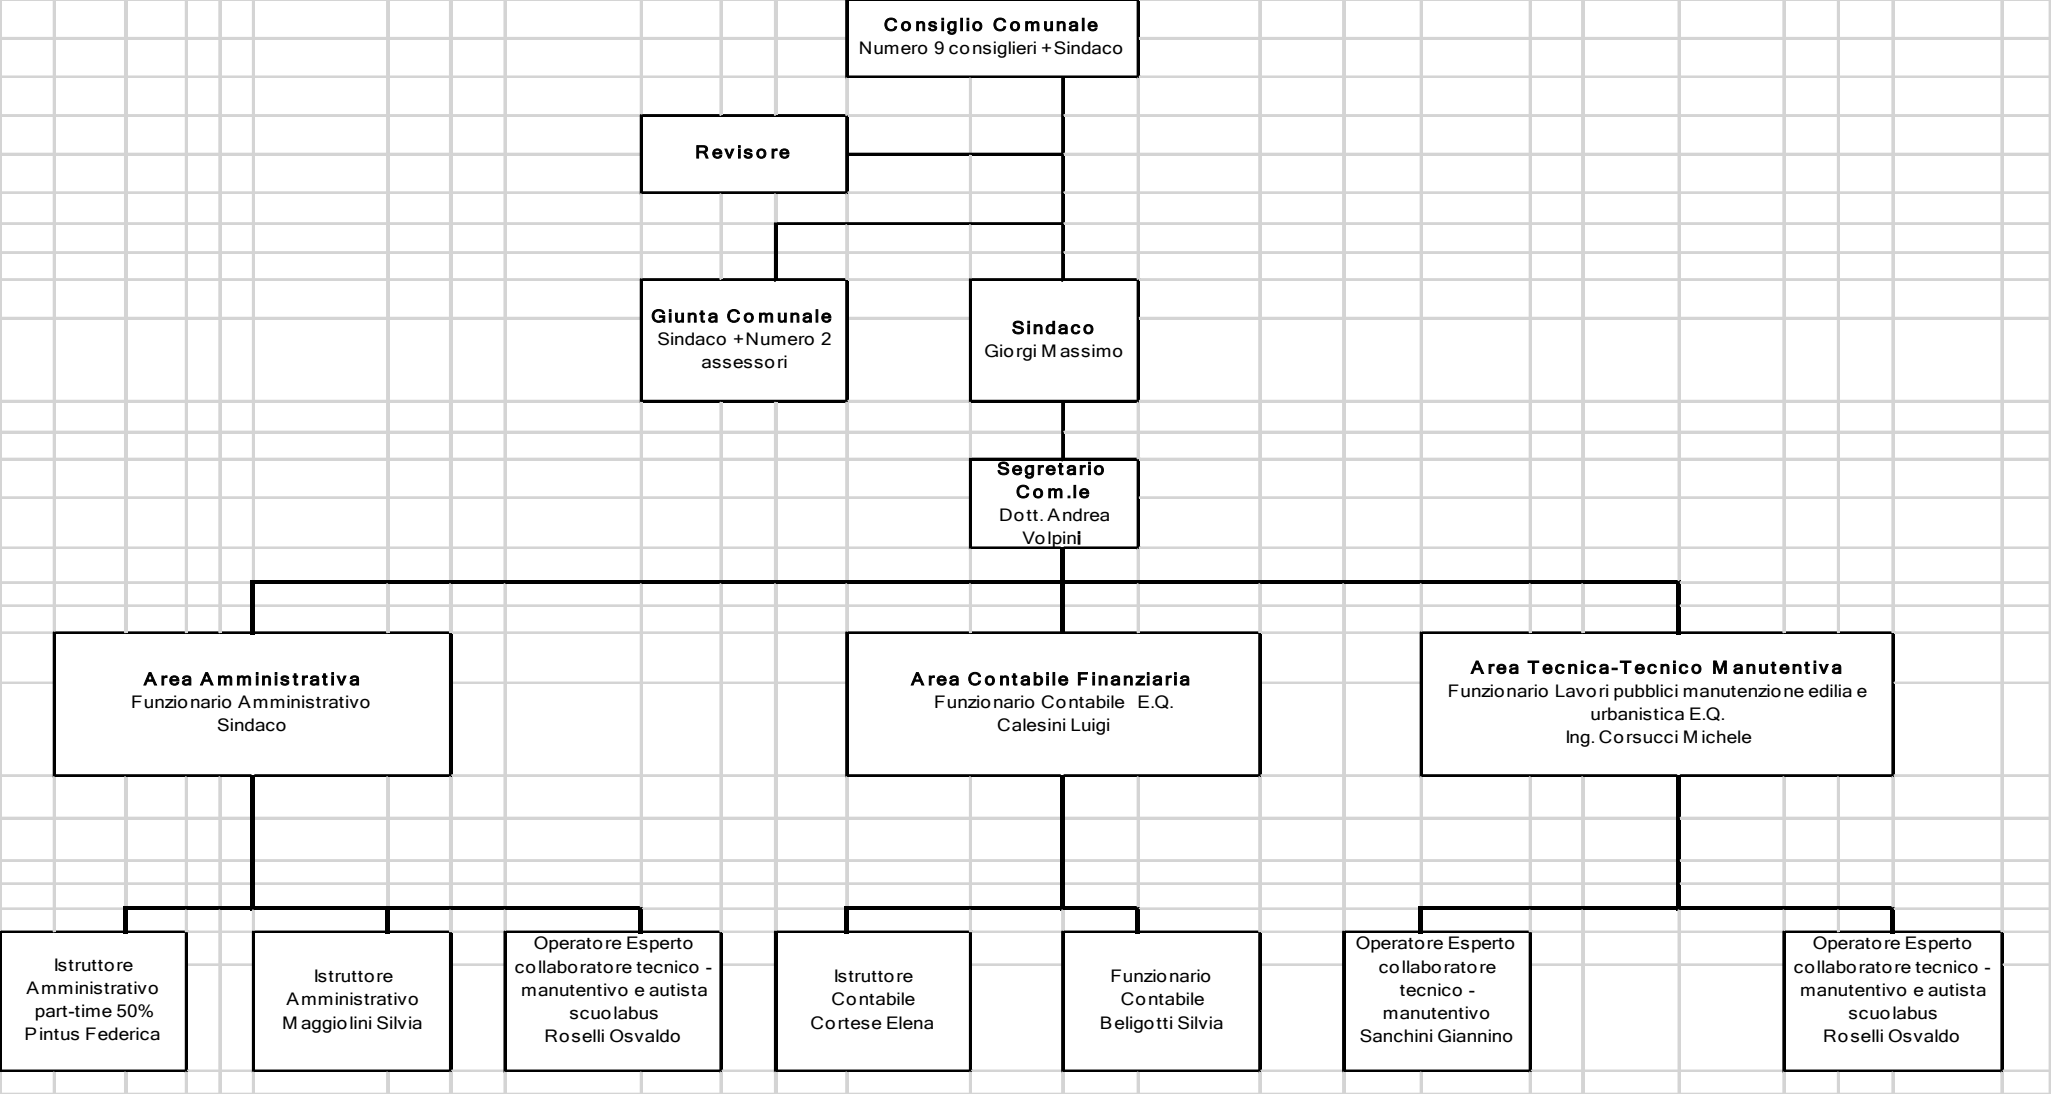 Consiglio Comunale
Numero 9 consiglieri +Sindaco
Revisore
Giunta Comunale
Sindaco +Numero 2
assessori
Sindaco
Giorgi Massimo
Segretario
Com.le
Dott. Andrea
Volpini
Area Amministrativa
Funzionario Amministrativo
Sindaco
Area Contabile Finanziaria
Funzionario Contabile E.Q.
Calesini Luigi
Area Tecnica-Tecnico Manutentiva
Funzionario Lavori pubblici manutenzione edilia e
urbanistica E.Q.
Ing. Corsucci Michele
Istruttore
Amministrativo
part-time 50%
Pintus Federica
Istruttore
Amministrativo
Maggiolini Silvia
Operatore Esperto
collaboratore tecnico -
manutentivo e autista
scuolabus
Roselli Osvaldo
Istruttore
Contabile
Cortese Elena
Funzionario
Contabile
Beligotti Silvia
Operatore Esperto
collaboratore
tecnico -
manutentivo
Sanchini Giannino
Operatore Esperto
collaboratore tecnico -
manutentivo e autista
scuolabus
Roselli Osvaldo